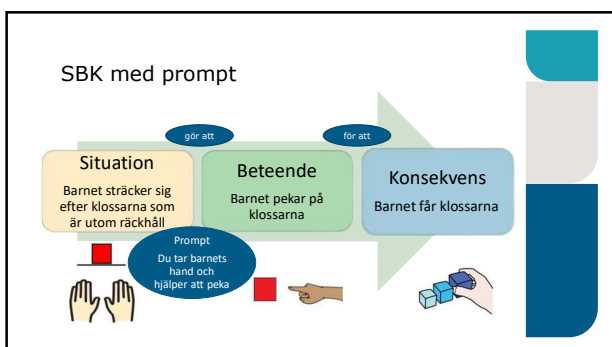 SBK med prompt
gör att
för att
Situation
Barnet sträcker sig
efter klossarna som
är utom räckhåll
Beteende
Barnet pekar på
klossarna
Konsekvens
Barnet får klossarna
Prompt
Du tar barnets
hand och
hjälper att peka